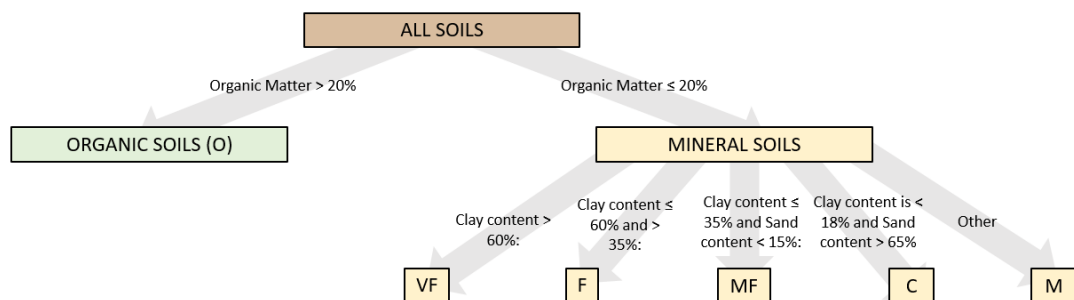 ALL SOILS
Organic Matter > 20%
Organic Matter ≤ 20%
ORGANIC SOILS (O)
MINERAL SOILS
Clay content >
60%:
Clay content ≤
60% and >
35%:
Clay content ≤
35% and Sand
content < 15%:
Clay content is <
18% and Sand
content > 65%
Other
VF
F
MF
C
M